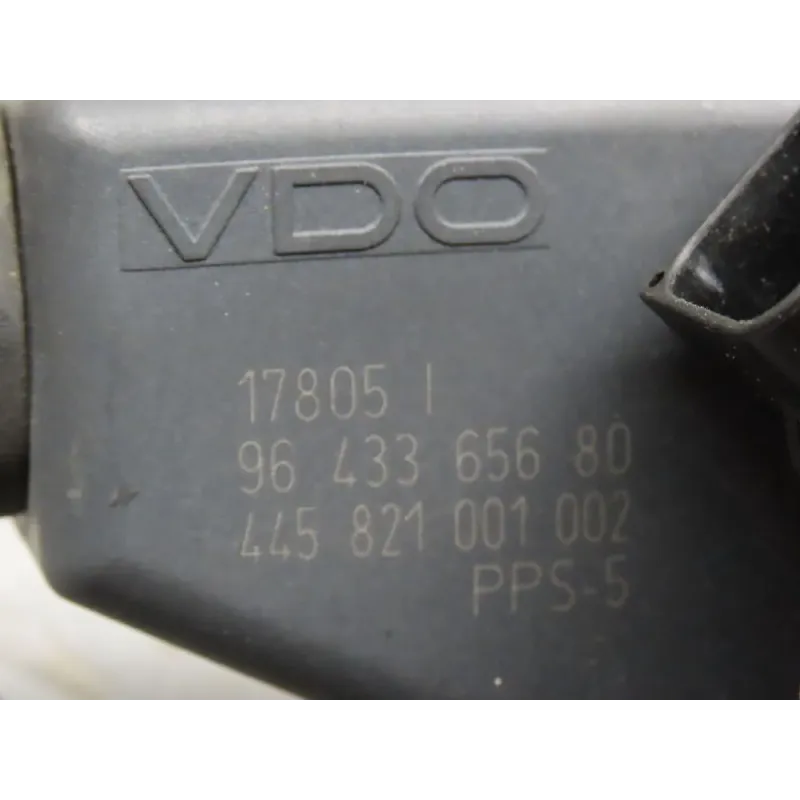 VDO
17805 I
96 433 656 80
445 821 001 002
PPS-5